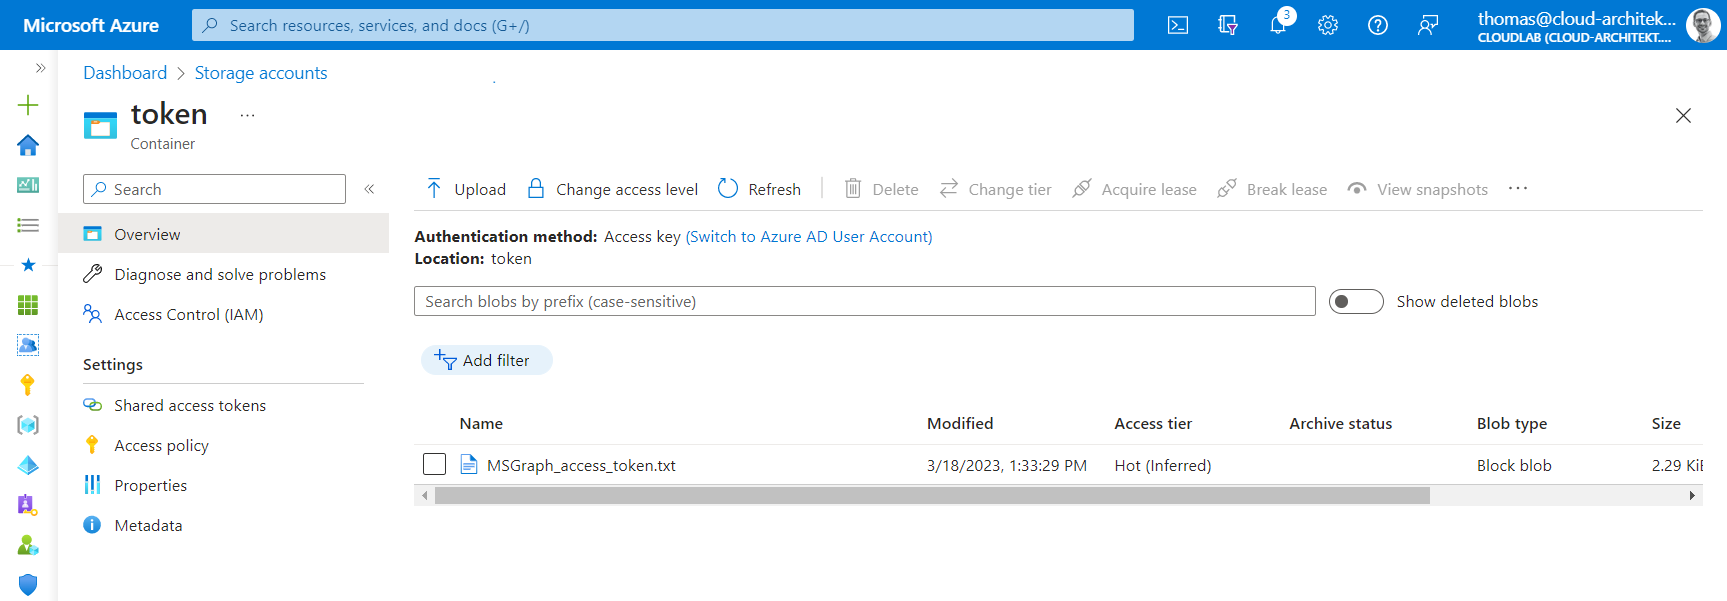 Microsoft Azure
Search resources, services, and docs (G+/)
3
thomas@cloud-architek...
CLOUDLAB (CLOUD-ARCHITEKT....
Dashboard > Storage accounts
token ...
Container
Search
Overview
Diagnose and solve problems
Access Control (IAM)
Settings
Shared access tokens
Access policy
Properties
Metadata
Upload Change access level Refresh Delete Change tier Acquire lease Break lease View snapshots ...
Authentication method: Access key (Switch to Azure AD User Account)
Location: token
Search blobs by prefix (case-sensitive)
Show deleted blobs
Add filter
Name Modified Access tier Archive status Blob type Size
MSGraph_access_token.txt 3/18/2023, 1:33:29 PM Hot (Inferred) Block blob 2.29 KiB